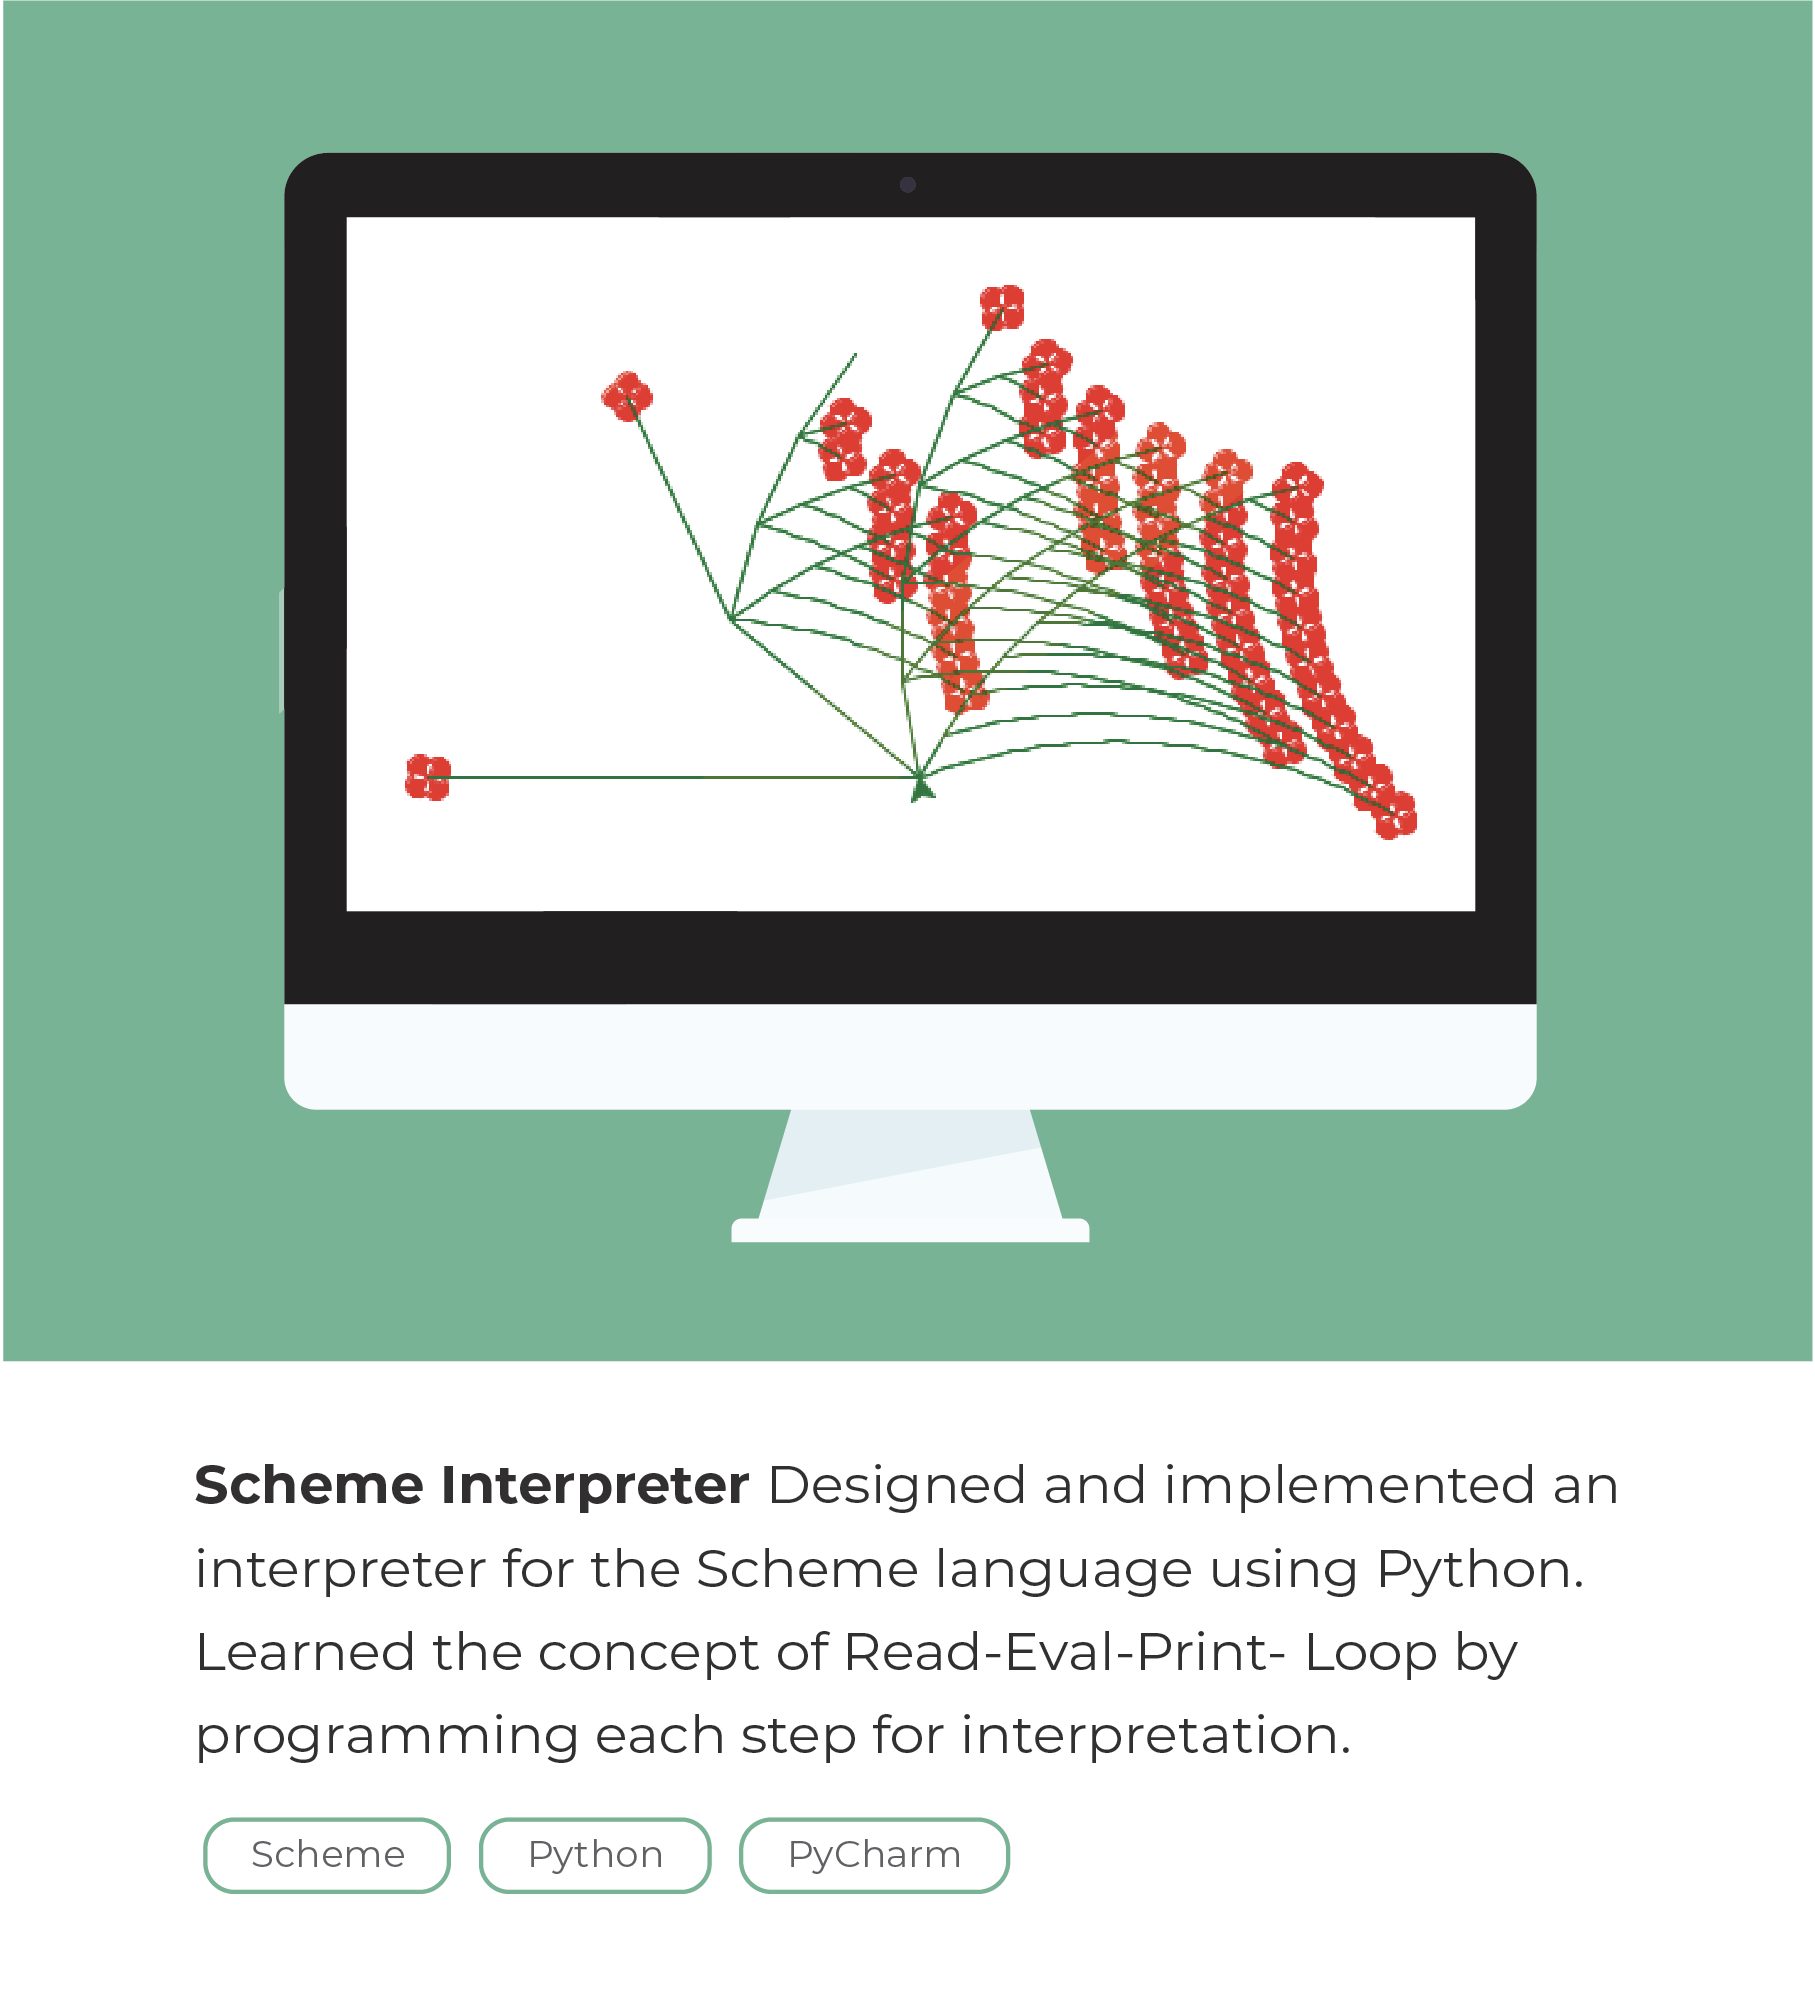 Scheme Interpreter Designed and implemented an
interpreter for the Scheme language using Python.
Learned the concept of Read-Eval-Print- Loop by
programming each step for interpretation.
Scheme Python PyCharm